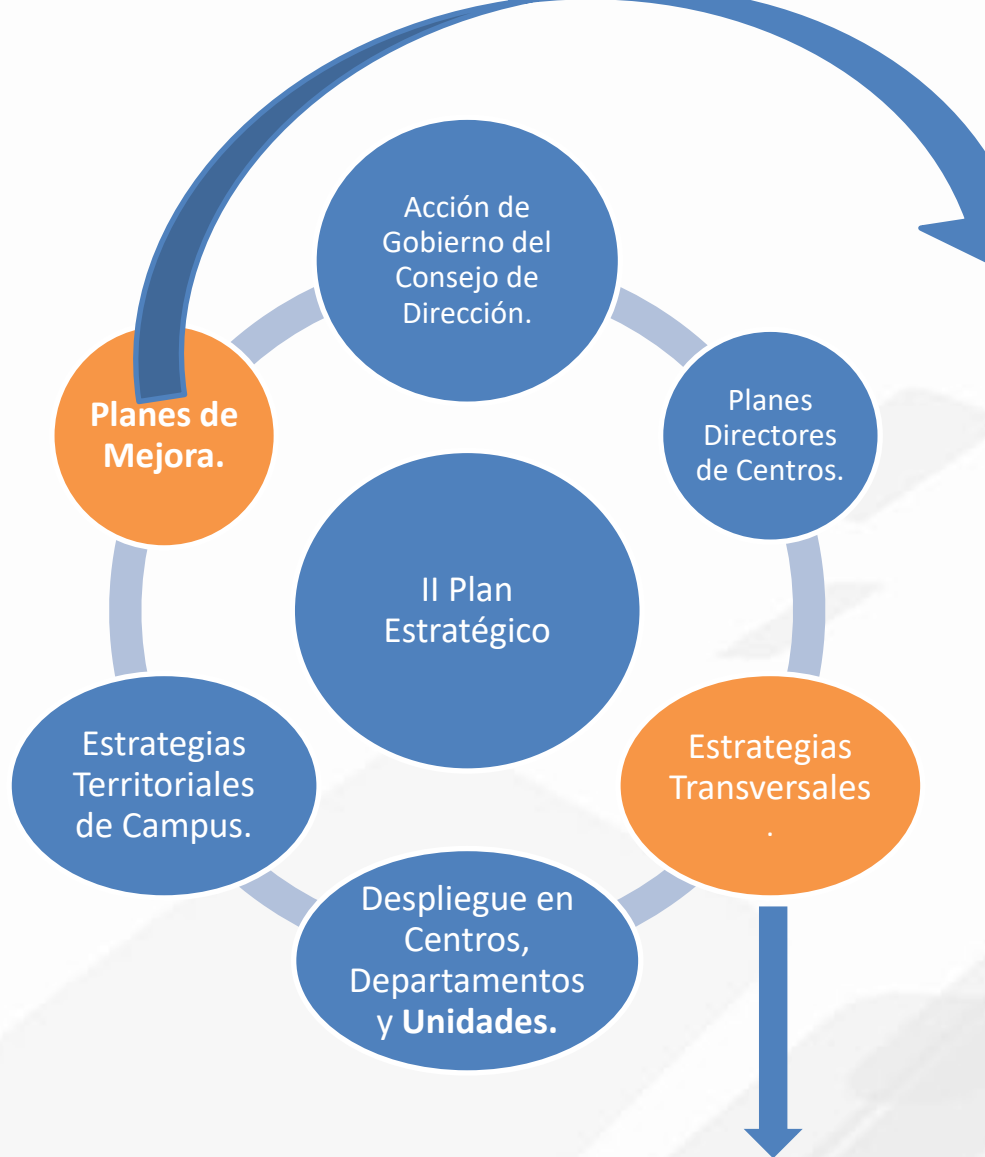 Acción de
Gobierno del
Consejo de
Dirección.
Planes
Directores
de Centros.
Estrategias
Transversales
.
Despliegue en
Centros,
Departamentos
y Unidades.
Estrategias
Territoriales
de Campus.
Planes de
Mejora.
II Plan
Estratégico